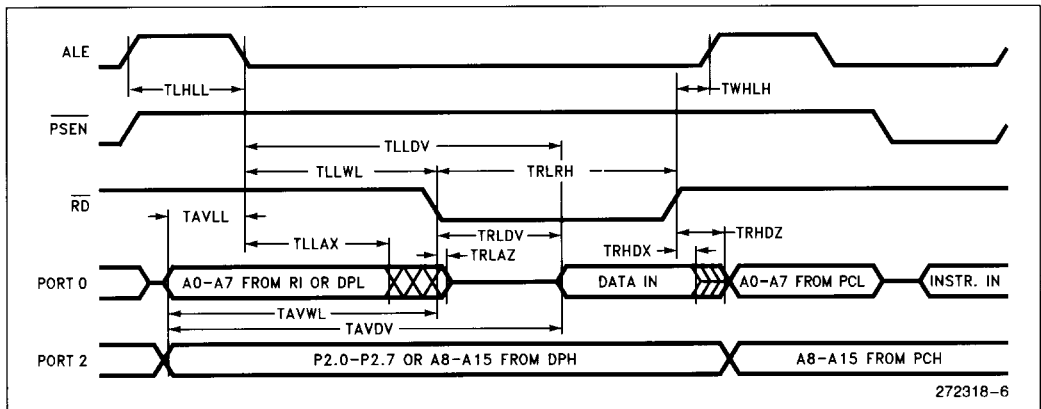 ALE
TLHLL
TWHLH
PSEN
TLLDV
TLLWL
TRLRH
RD
TAVLL
TRHDZ
TLLAX
TRLDV
TRLAZ
TRHDX
PORT 0
A0-A7 FROM RI OR DPL
DATA IN
A0-A7 FROM PCL
INSTR. IN
TAVWL
TAVDV
PORT 2
P2.0-P2.7 OR A8-A15 FROM DPH
A8-A15 FROM PCH
272318-6